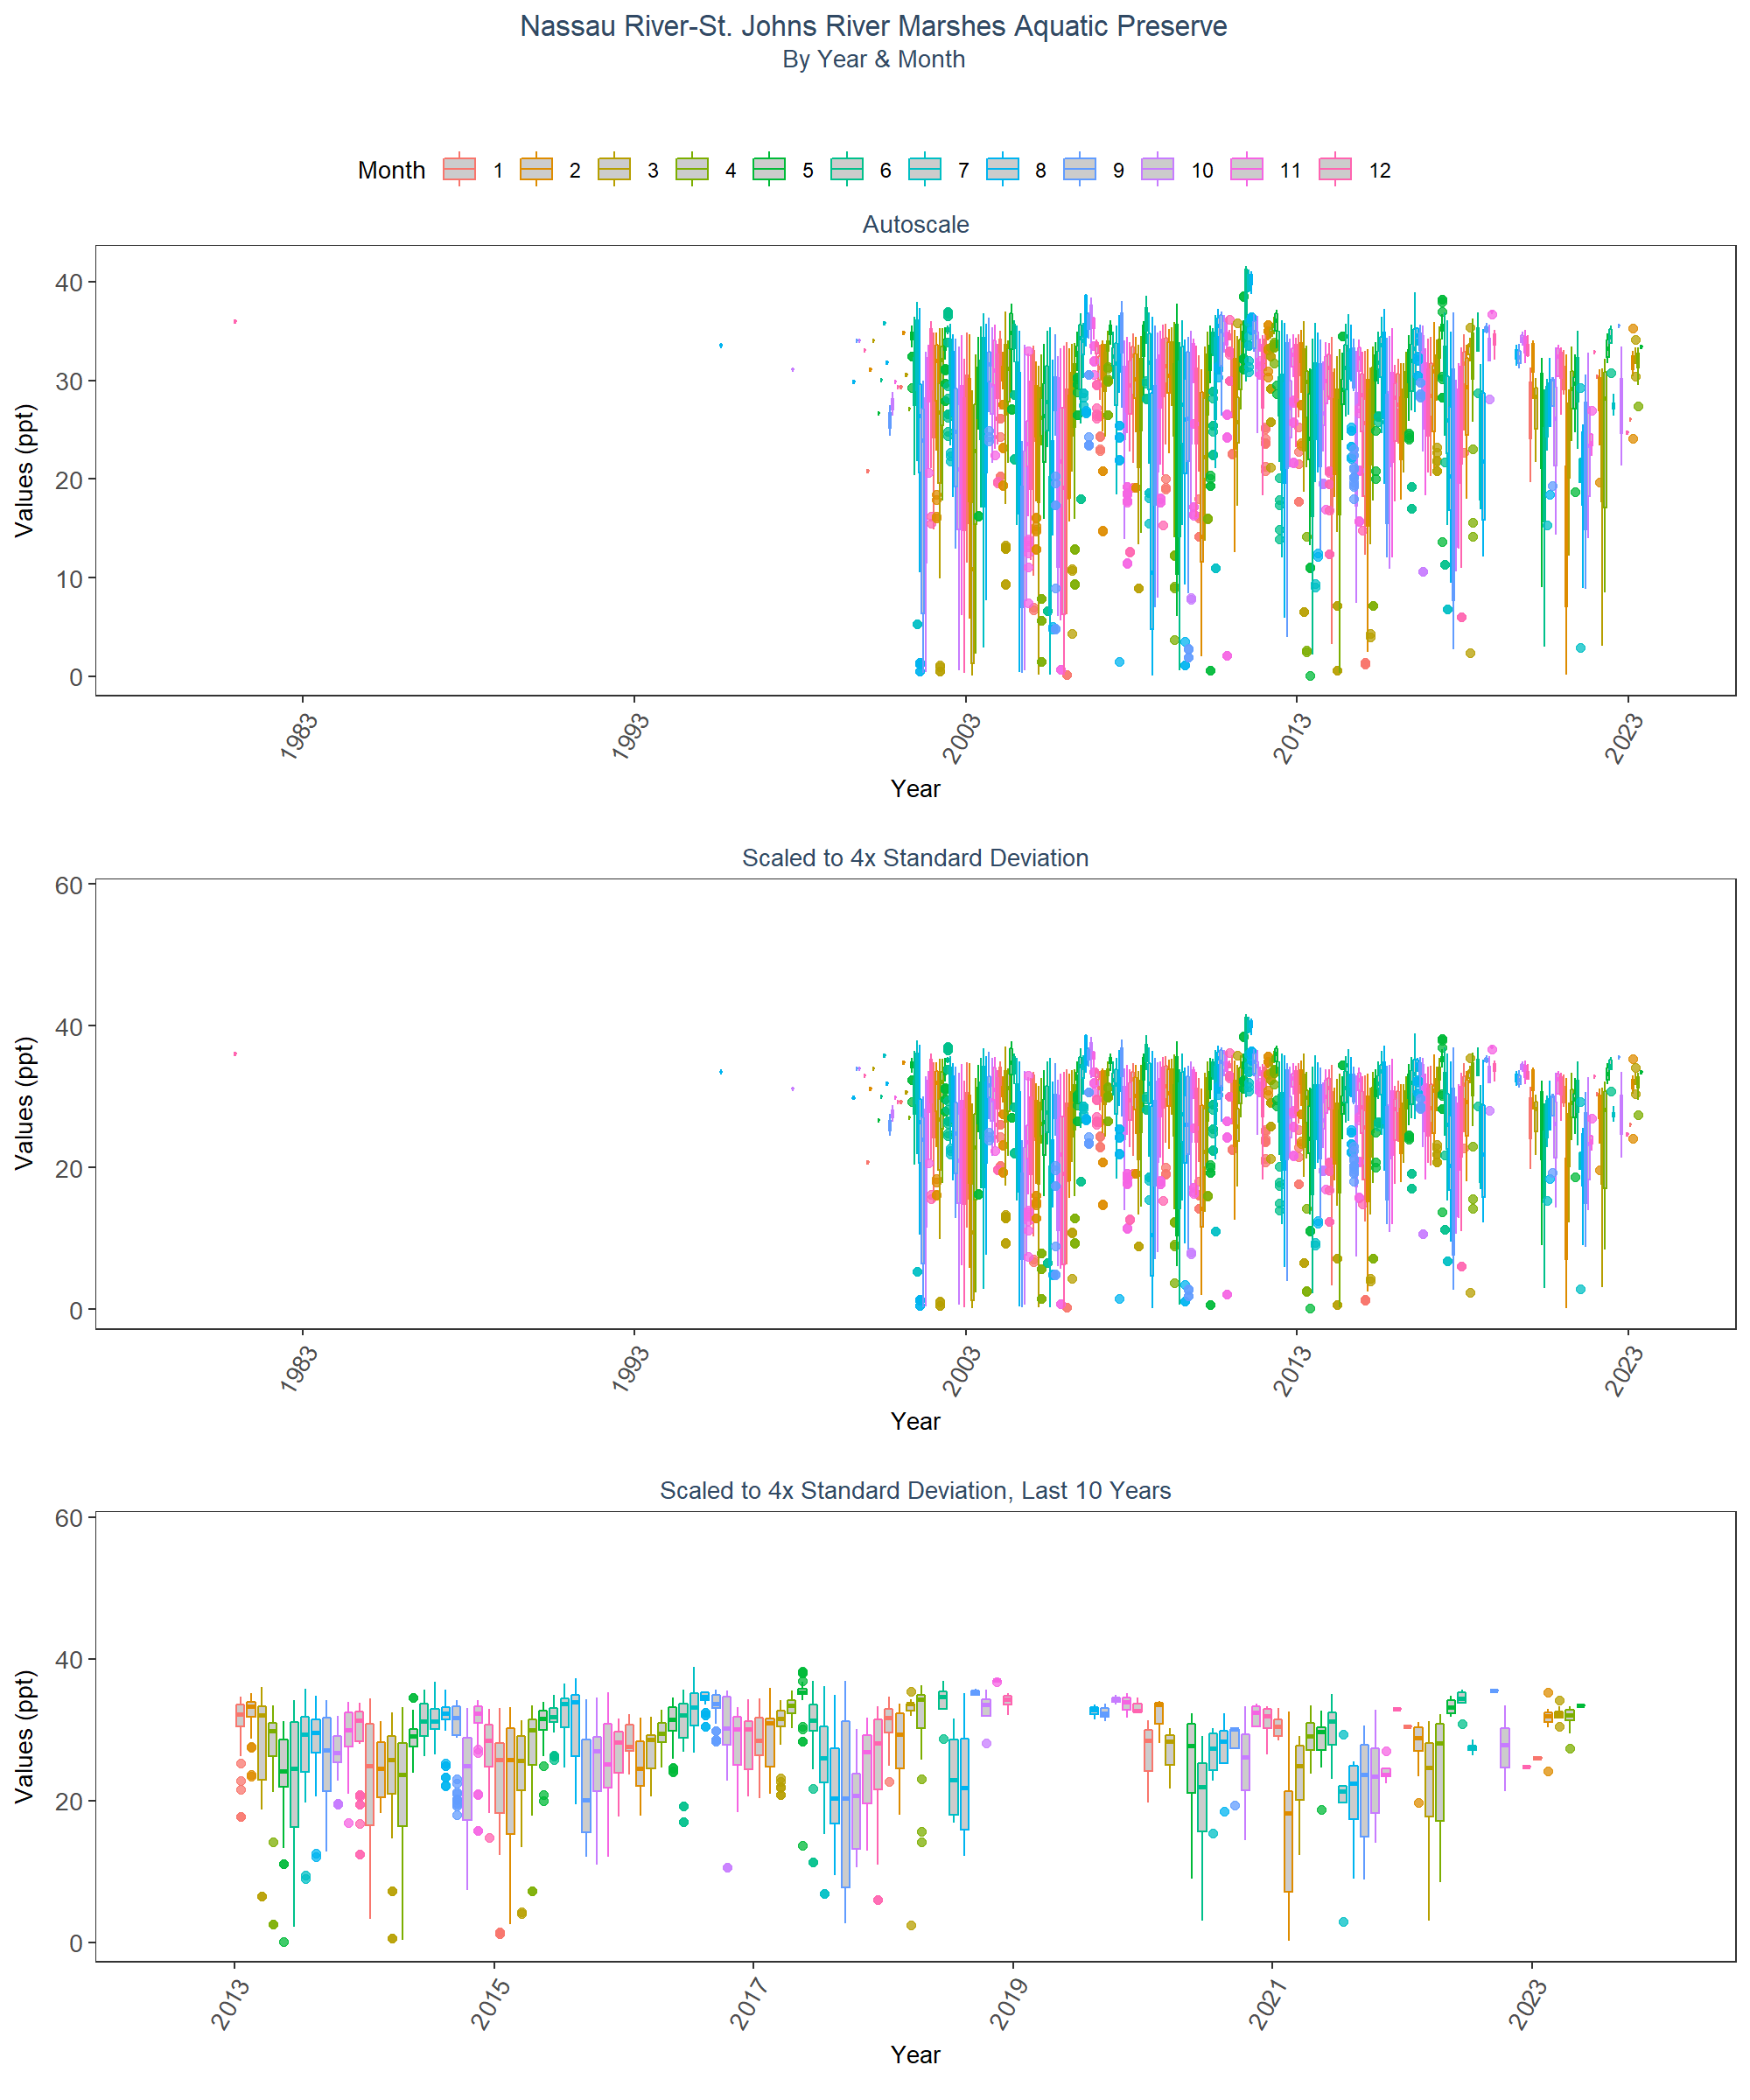 Nassau River-St. Johns River Marshes Aquatic Preserve
By Year & Month
Month 1 2 3 4 5 6 7 8 9 10 11 12
Autoscale
Values (ppt)
40
30
20
10
0
1983 1993 2003 2013 2023
Year
Scaled to 4x Standard Deviation
Values (ppt)
60
40
20
0
1983 1993 2003 2013 2023
Year
Scaled to 4x Standard Deviation, Last 10 Years
Values (ppt)
60
40
20
0
2013 2015 2017 2019 2021 2023
Year